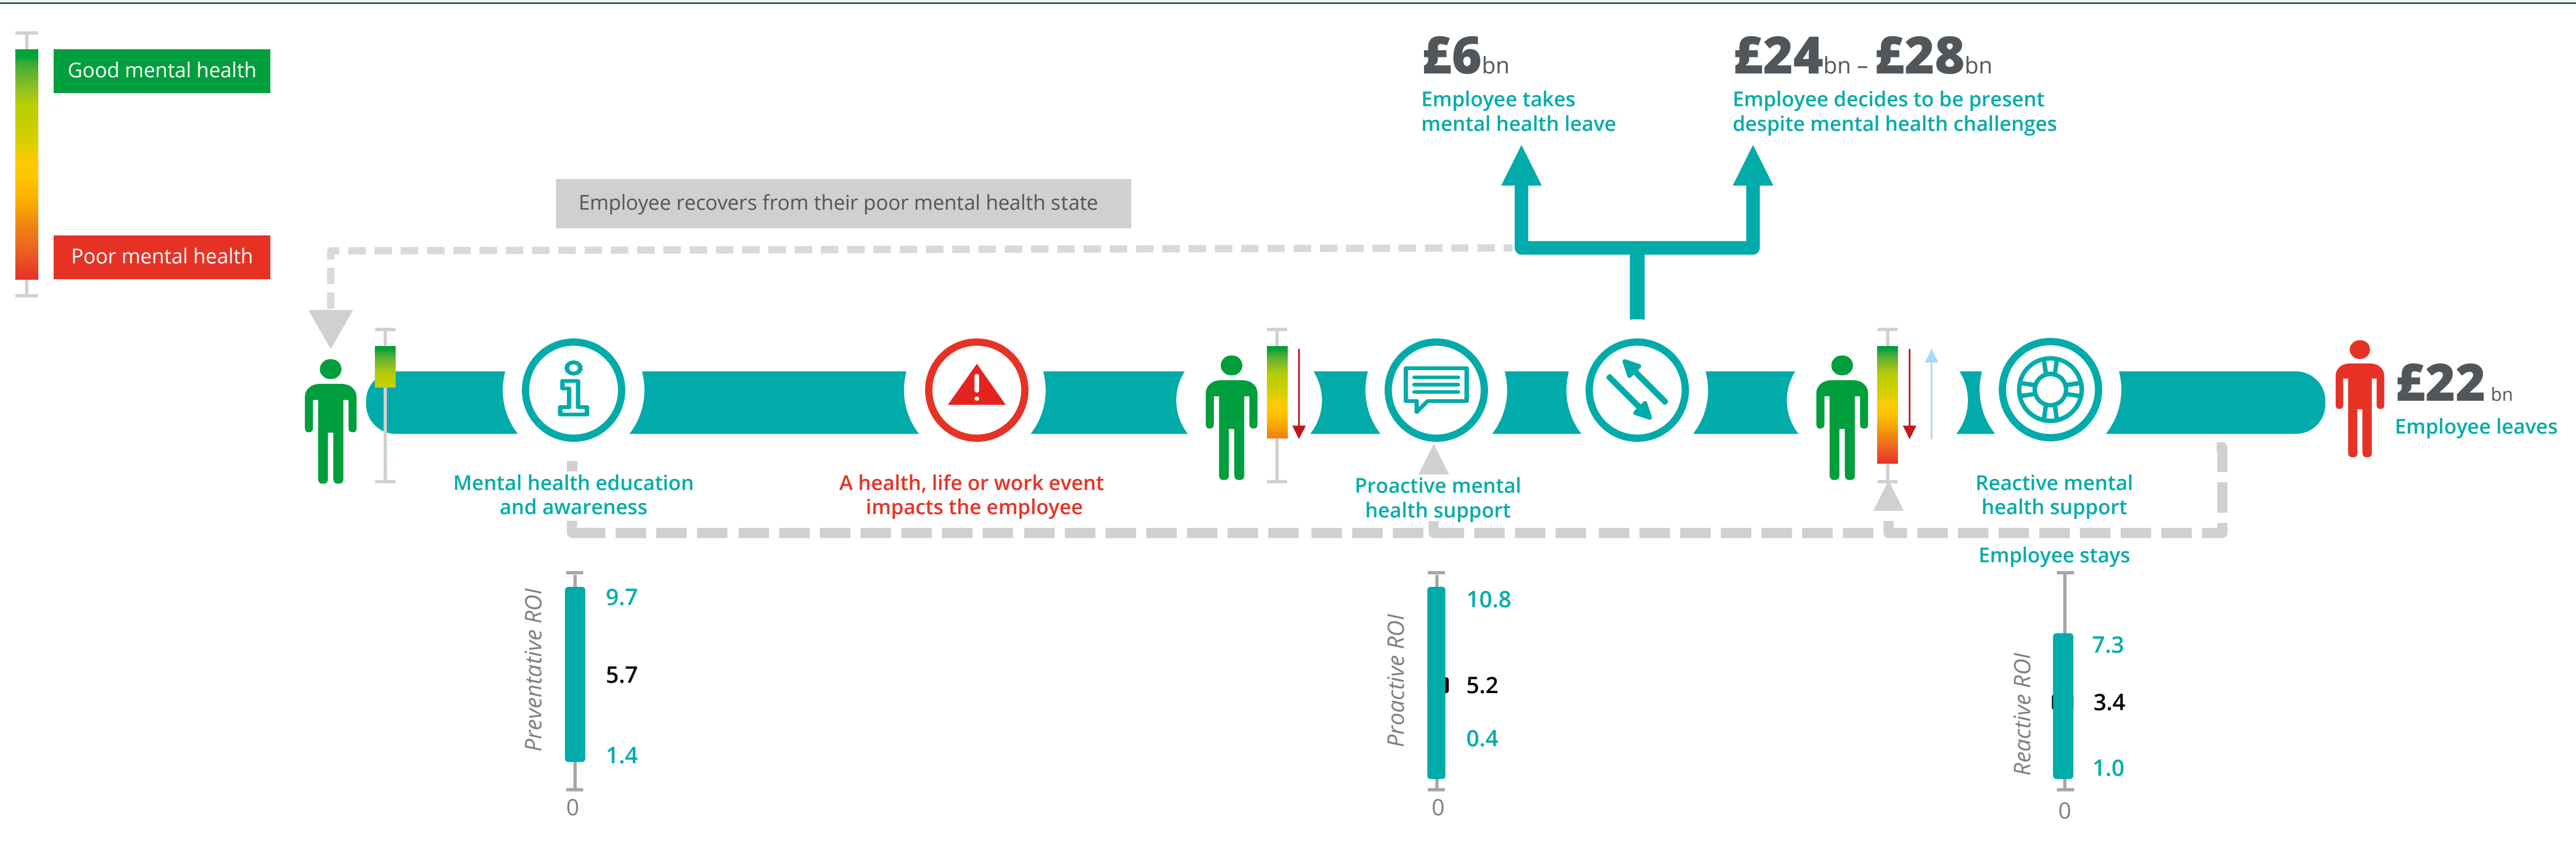 Good mental health
Poor mental health
£6bn
Employee takes
mental health leave
£24bn – £28bn
Employee decides to be present
despite mental health challenges
Employee recovers from their poor mental health state
£22 bn
Employee leaves
Mental health education
and awareness
A health, life or work event
impacts the employee
Proactive mental
health support
Reactive mental
health support
Employee stays
Preventative ROI
9.7
5.7
1.4
0
Proactive ROI
10.8
5.2
0.4
0
Reactive ROI
7.3
3.4
1.0
0